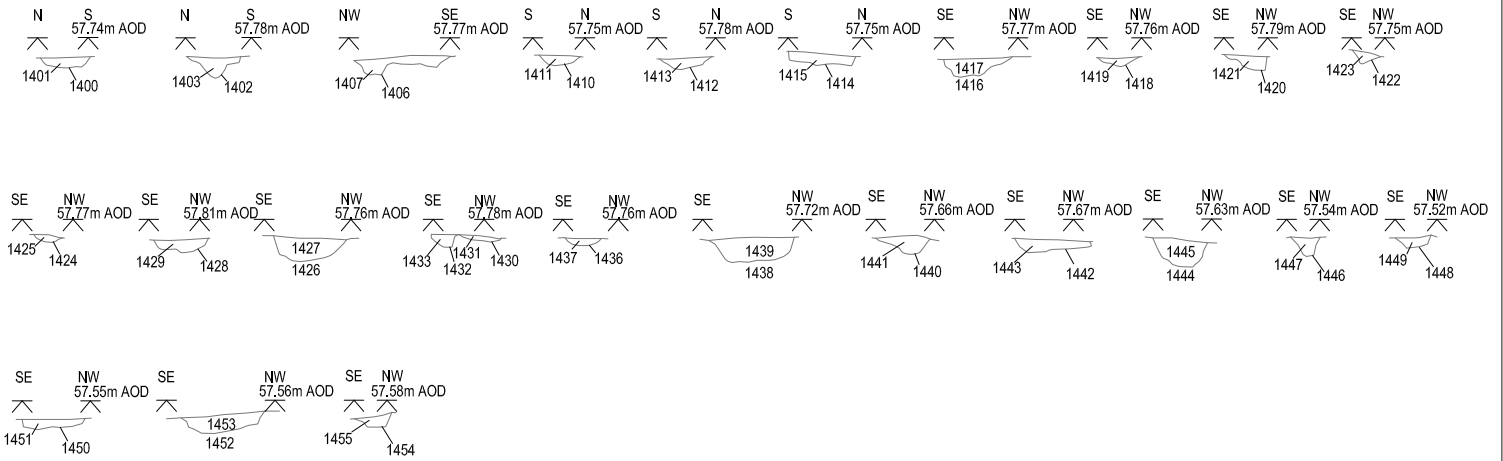 N S 57.74m AOD
1401 1400
N S 57.78m AOD
1403 1402
NW SE 57.77m AOD
1407 1406
S N 57.75m AOD
1411 1410
S N 57.78m AOD
1413 1412
S N 57.75m AOD
1415 1414
SE NW 57.77m AOD
1417
1416
SE NW 57.76m AOD
1419 1418
SE NW 57.79m AOD
1421 1420
SE NW 57.75m AOD
1423 1422
SE NW 57.77m AOD
1425 1424
SE NW 57.81m AOD
1429 1428
SE NW 57.76m AOD
1427
1426
SE NW 57.78m AOD
1433 1431 1432 1430
SE NW 57.76m AOD
1437 1436
SE NW 57.72m AOD
1439
1438
SE NW 57.66m AOD
1441 1440
SE NW 57.67m AOD
1443 1442
SE NW 57.63m AOD
1445
1444
SE NW 57.54m AOD
1447 1446
SE NW 57.52m AOD
1449 1448
SE NW 57.55m AOD
1451 1450
SE NW 57.56m AOD
1453
1452
SE NW 57.58m AOD
1455 1454